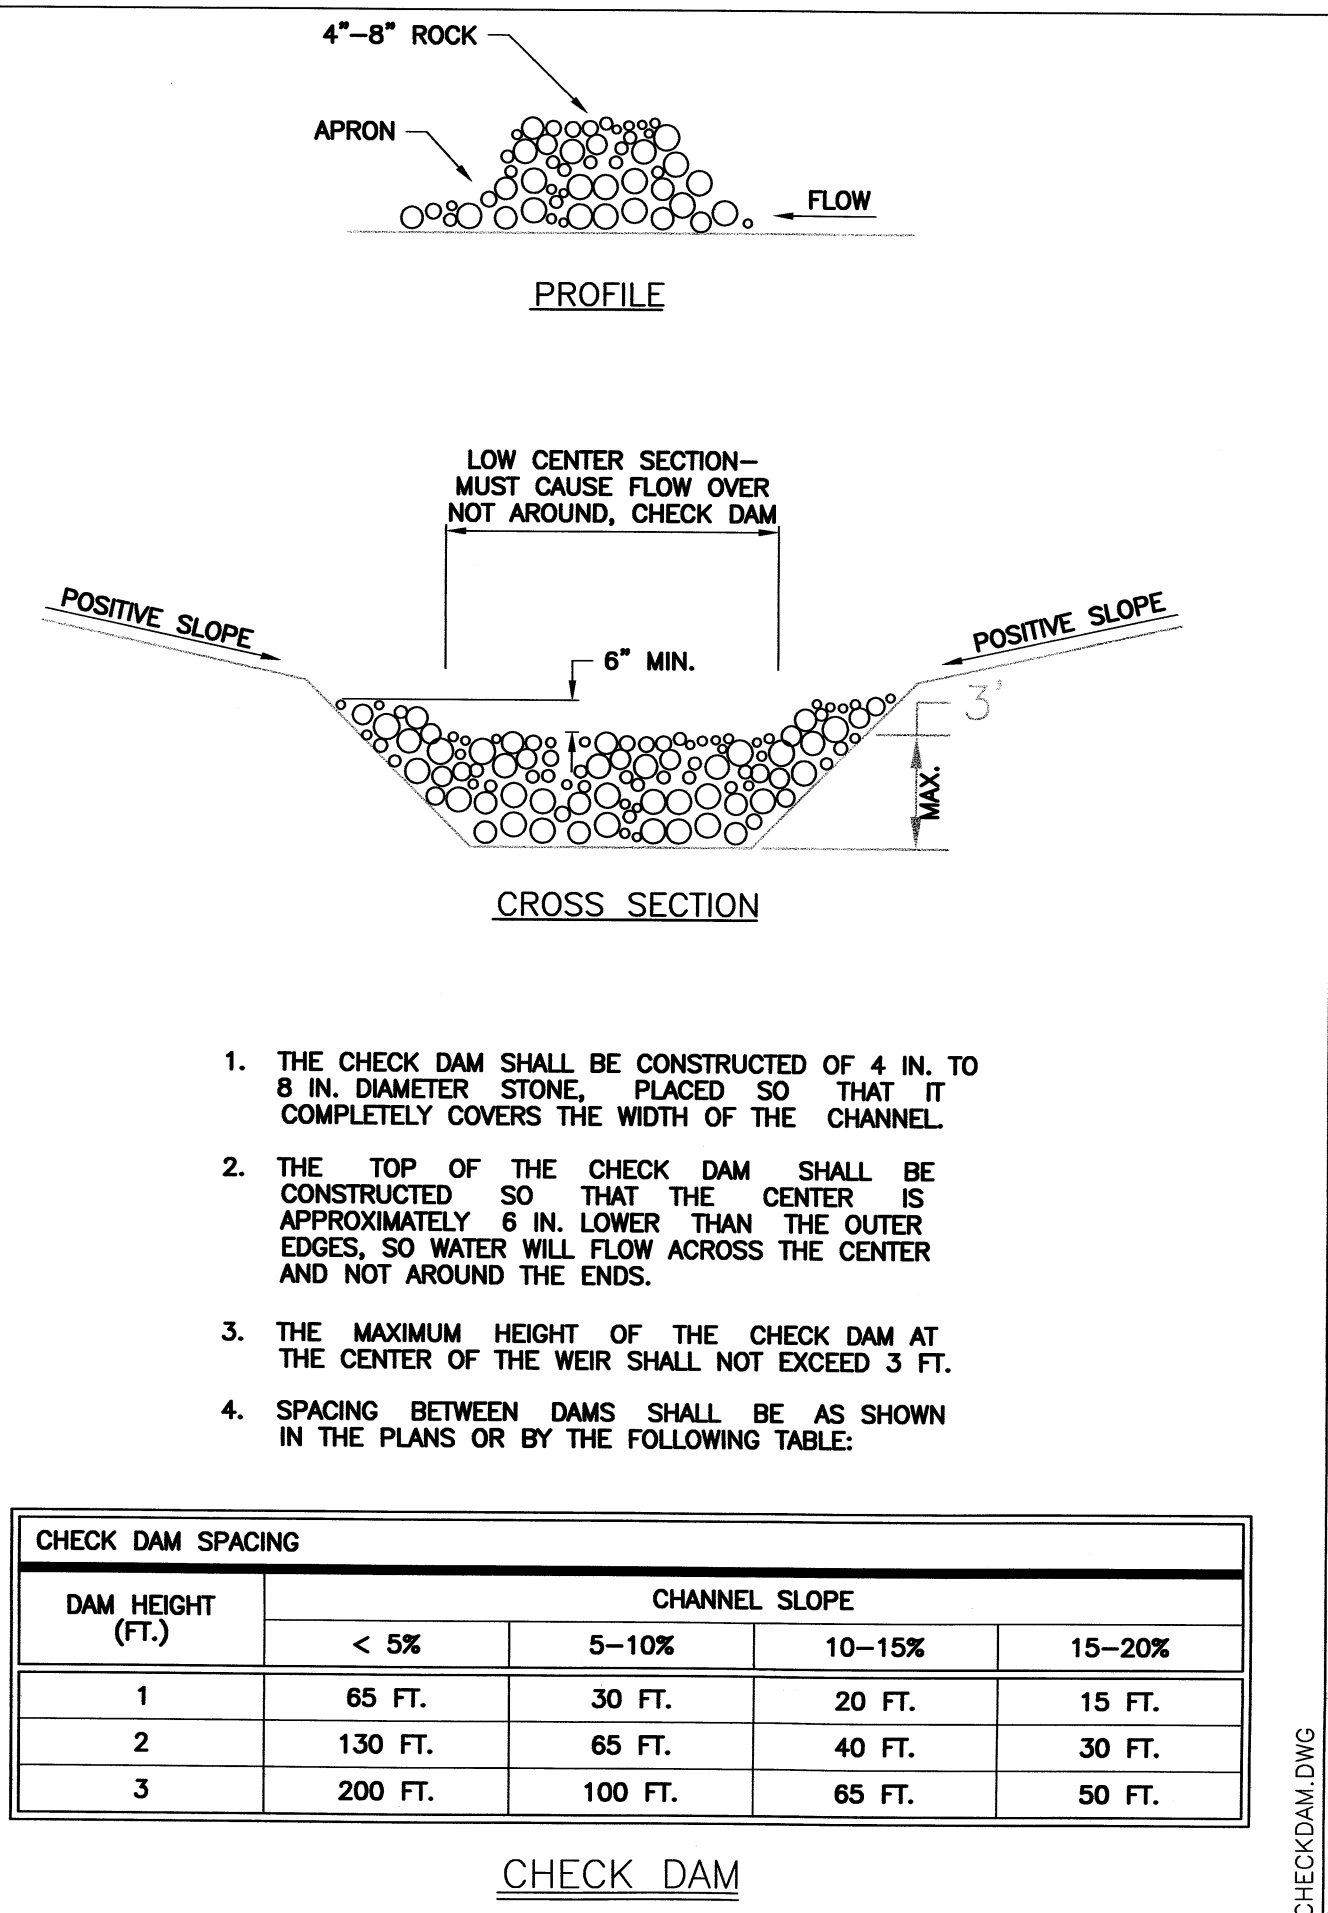 4"–8" ROCK
APRON
FLOW
PROFILE
LOW CENTER SECTION–
MUST CAUSE FLOW OVER
NOT AROUND, CHECK DAM
POSITIVE SLOPE
POSITIVE SLOPE
6" MIN.
3'
MAX.
CROSS SECTION
1. THE CHECK DAM SHALL BE CONSTRUCTED OF 4 IN. TO
8 IN. DIAMETER STONE, PLACED SO THAT IT
COMPLETELY COVERS THE WIDTH OF THE CHANNEL.
2. THE TOP OF THE CHECK DAM SHALL BE
CONSTRUCTED SO THAT THE CENTER IS
APPROXIMATELY 6 IN. LOWER THAN THE OUTER
EDGES, SO WATER WILL FLOW ACROSS THE CENTER
AND NOT AROUND THE ENDS.
3. THE MAXIMUM HEIGHT OF THE CHECK DAM AT
THE CENTER OF THE WEIR SHALL NOT EXCEED 3 FT.
4. SPACING BETWEEN DAMS SHALL BE AS SHOWN
IN THE PLANS OR BY THE FOLLOWING TABLE:
CHECK DAM SPACING
DAM HEIGHT
(FT.)
CHANNEL SLOPE
< 5% 5–10% 10–15% 15–20%
1 65 FT. 30 FT. 20 FT. 15 FT.
2 130 FT. 65 FT. 40 FT. 30 FT.
3 200 FT. 100 FT. 65 FT. 50 FT.
CHECK DAM
CHECKDAM.DWG